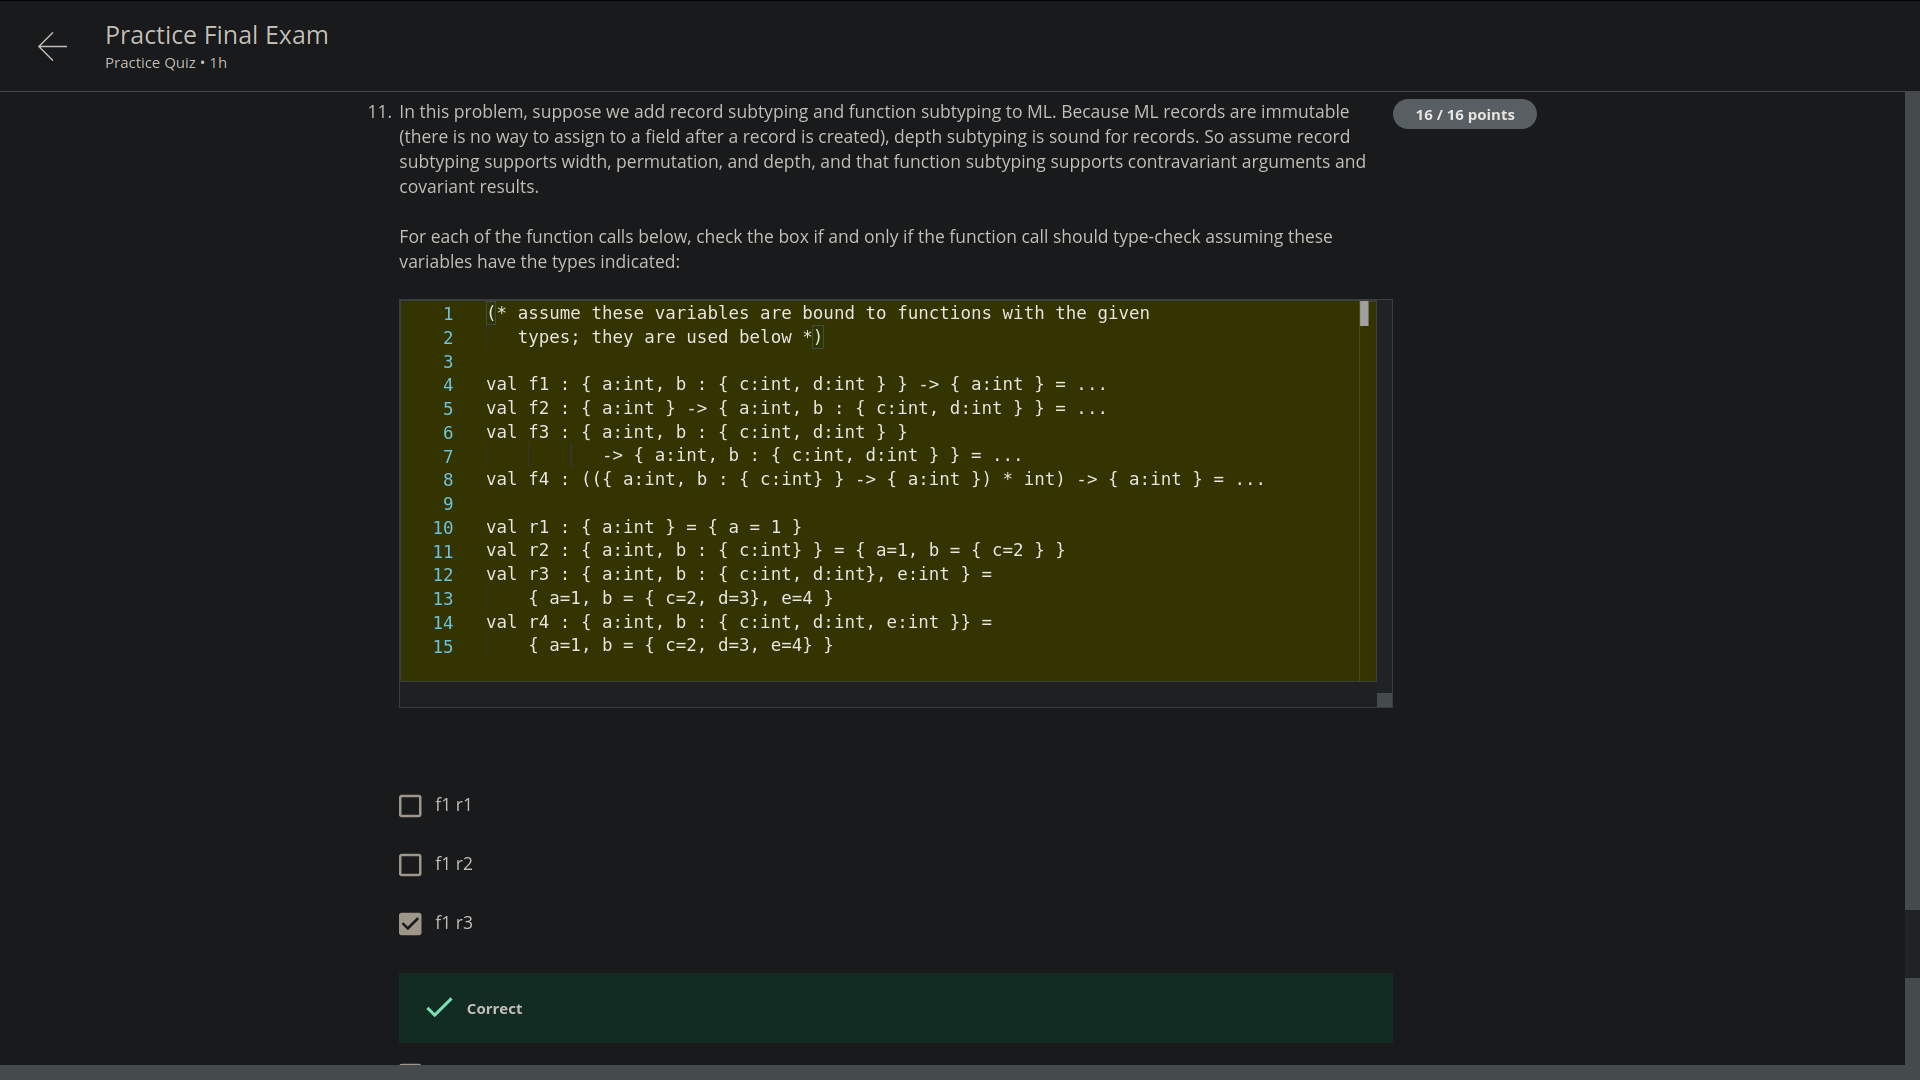 Practice Final Exam
Practice Quiz • 1h
11. In this problem, suppose we add record subtyping and function subtyping to ML. Because ML records are immutable
(there is no way to assign to a field after a record is created), depth subtyping is sound for records. So assume record
subtyping supports width, permutation, and depth, and that function subtyping supports contravariant arguments and
covariant results.
16 / 16 points
For each of the function calls below, check the box if and only if the function call should type-check assuming these
variables have the types indicated:
1 (* assume these variables are bound to functions with the given
2    types; they are used below *)
3
4 val f1 : { a:int, b : { c:int, d:int } } -> { a:int } = ...
5 val f2 : { a:int } -> { a:int, b : { c:int, d:int } } = ...
6 val f3 : { a:int, b : { c:int, d:int } }
7            -> { a:int, b : { c:int, d:int } } = ...
8 val f4 : (({ a:int, b : { c:int} } -> { a:int }) * int) -> { a:int } = ...
9
10 val r1 : { a:int } = { a = 1 }
11 val r2 : { a:int, b : { c:int} } = { a=1, b = { c=2 } }
12 val r3 : { a:int, b : { c:int, d:int}, e:int } =
13     { a=1, b = { c=2, d=3}, e=4 }
14 val r4 : { a:int, b : { c:int, d:int, e:int }} =
15     { a=1, b = { c=2, d=3, e=4} }
f1 r1
f1 r2
f1 r3
Correct